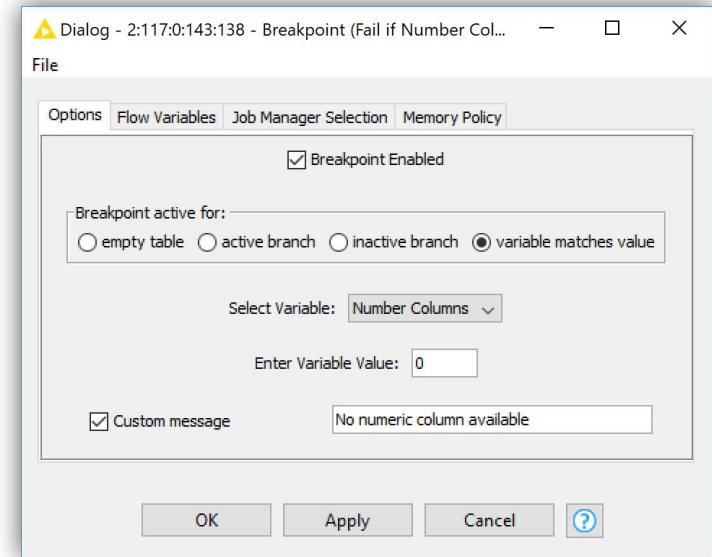 Dialog - 2:117:0:143:138 - Breakpoint (Fail if Number Col...
File
Options Flow Variables Job Manager Selection Memory Policy
Breakpoint Enabled
Breakpoint active for:
empty table active branch inactive branch variable matches value
Select Variable: Number Columns
Enter Variable Value: 0
Custom message No numeric column available
OK Apply Cancel ?